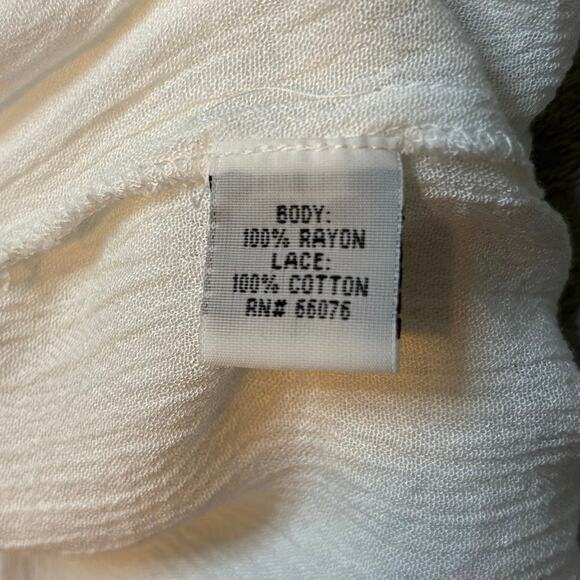 BODY:
100% RAYON
LACE:
100% COTTON
RN# 66076